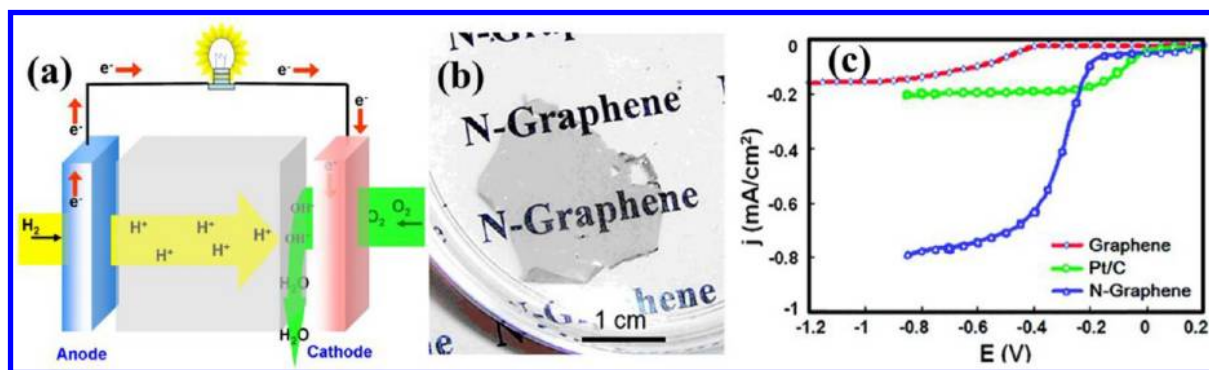 (a)
e⁻
e⁻
e⁻
e⁻
e⁻
e⁻
e⁻
H₂
H⁺
H⁺
H⁺
H⁺
H⁺
H⁺
OH⁻
OH⁻
O₂
O₂
H₂O
H₂O
Anode
Cathode
(b)
N-Graphene
N-Graphene
1 cm
(c)
0
-0.2
-0.4
-0.6
-0.8
-1
j (mA/cm²)
Graphene
Pt/C
N-Graphene
-1.2
-1
-0.8
-0.6
-0.4
-0.2
0
0.2
E (V)